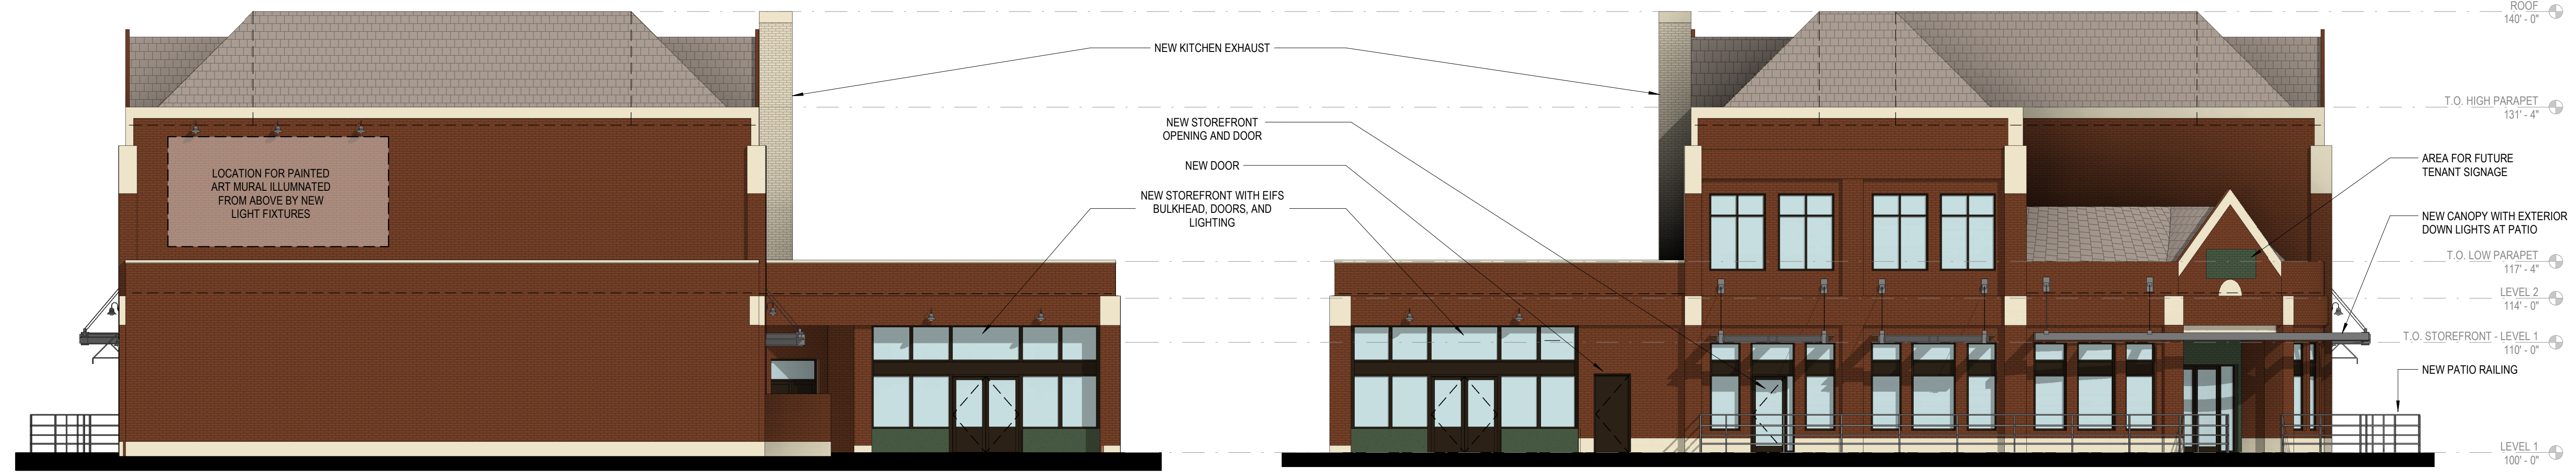 ROOF
140' - 0"
NEW KITCHEN EXHAUST
T.O. HIGH PARAPET
131' - 4"
NEW STOREFRONT
OPENING AND DOOR
NEW DOOR
NEW STOREFRONT WITH EIFS
BULKHEAD, DOORS, AND
LIGHTING
LOCATION FOR PAINTED
ART MURAL ILLUMNATED
FROM ABOVE BY NEW
LIGHT FIXTURES
AREA FOR FUTURE
TENANT SIGNAGE
NEW CANOPY WITH EXTERIOR
DOWN LIGHTS AT PATIO
T.O. LOW PARAPET
117' - 4"
LEVEL 2
114' - 0"
T.O. STOREFRONT - LEVEL 1
110' - 0"
NEW PATIO RAILING
LEVEL 1
100' - 0"